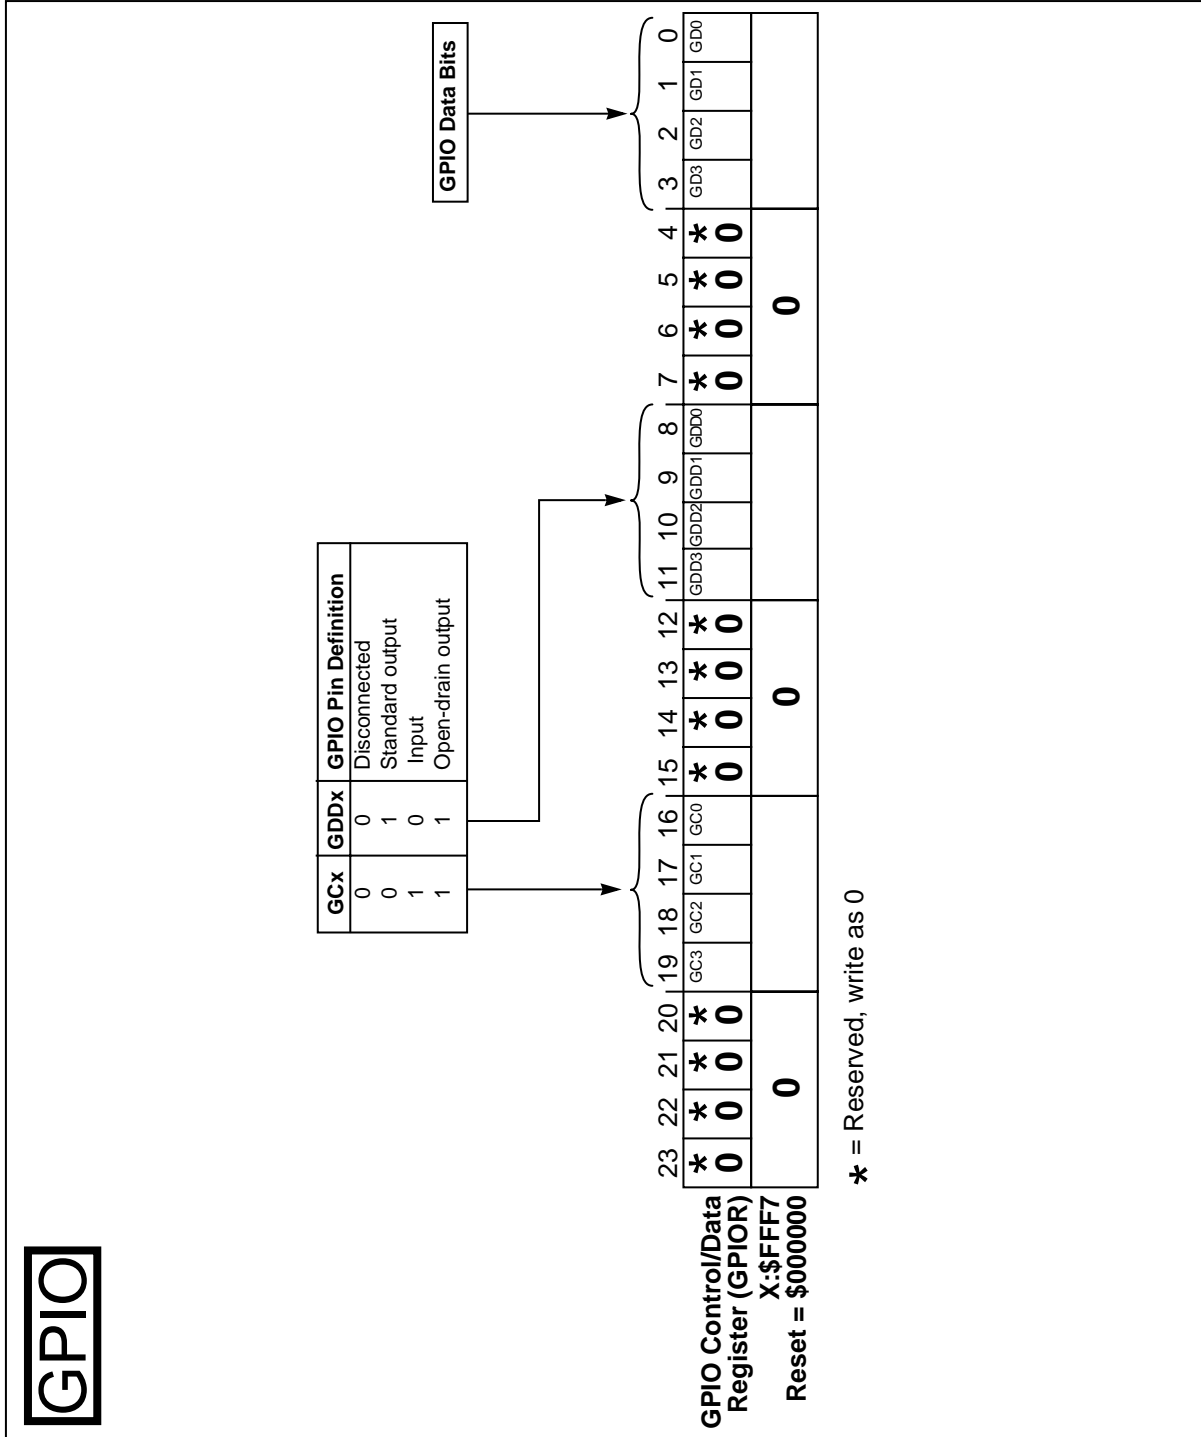 GPIO
GPIO Data Bits
GCx GDDx GPIO Pin Definition
0 0 Disconnected
0 1 Standard output
1 0 Input
1 1 Open-drain output
23 22 21 20 19 18 17 16 15 14 13 12 11 10 9 8 7 6 5 4 3 2 1 0
* * * * GC3 GC2 GC1 GC0 * * * * GDD3 GDD2 GDD1 GDD0 * * * * GD3 GD2 GD1 GD0
0 0 0 0 0 0 0 0 0 0 0 0
0 0 0
GPIO Control/Data
Register (GPIOR)
X:$FFF7
Reset = $000000
* = Reserved, write as 0